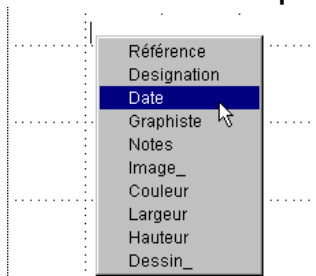 Référence
Designation
Date
Graphiste
Notes
Image_
Couleur
Largeur
Hauteur
Dessin_